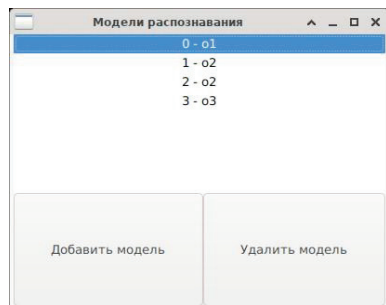 Модели распознавания
0 - o1
1 - o2
2 - o2
3 - o3
Добавить модель
Удалить модель